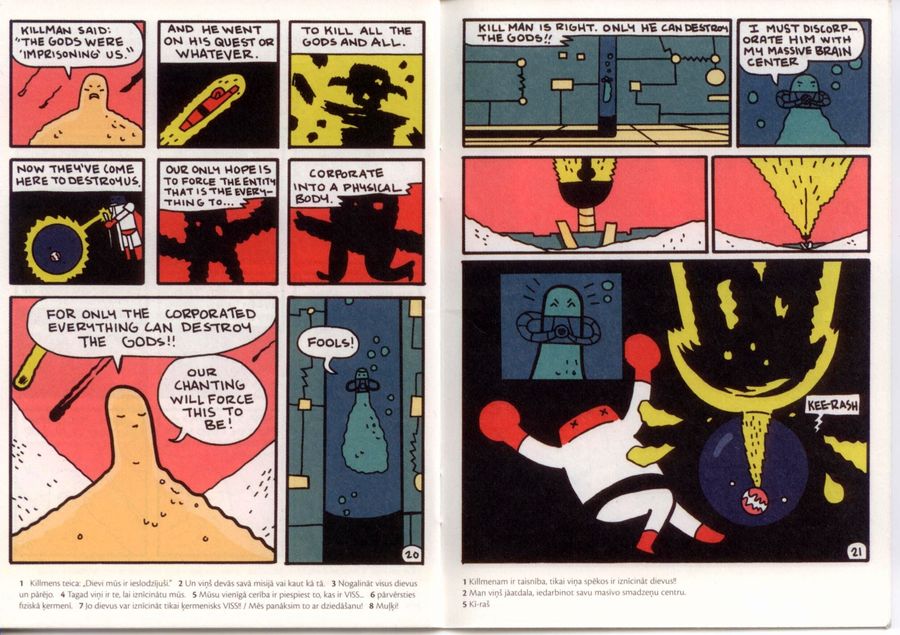 KILLMAN SAID:
"THE GODS WERE
'IMPRISONING' US."
AND HE WENT
ON HIS QUEST OR
WHATEVER.
TO KILL ALL THE
GODS AND ALL.
NOW THEY'VE COME
HERE TO DESTROY US.
OUR ONLY HOPE IS
TO FORCE THE ENTITY
THAT IS THE EVERY-
THING TO...
CORPORATE
INTO A PHYSICAL
BODY.
FOR ONLY THE CORPORATED
EVERYTHING CAN DESTROY
THE GODS!!
OUR
CHANTING
WILL FORCE
THIS TO
BE!
FOOLS!
20
1 Killmens teica: „Dievi mūs ir ieslodzījuši.” 2 Un viņš devās savā misijā vai kaut kā tā. 3 Nogalināt visus dievus
un pārējo. 4 Tagad viņi ir te, lai iznīcinātu mūs. 5 Mūsu vienīgā cerība ir piespiest to, kas ir VISS... 6 pārvērsties
fiziskā ķermenī. 7 Jo dievus var iznīcināt tikai ķermenisks VISS!! / Mēs panāksim to ar dziedāšanu! 8 Muļķi!
KILLMAN IS RIGHT. ONLY HE CAN DESTROY
THE GODS!!
I MUST DISCORP-
ORATE HIM WITH
MY MASSIVE BRAIN
CENTER
KEE-RASH
21
1 Killmenam ir taisnība, tikai viņa spēkos ir iznīcināt dievus!!
2 Man viņš jāatdala, iedarbinot savu masīvo smadzeņu centru.
5 Kī-raš